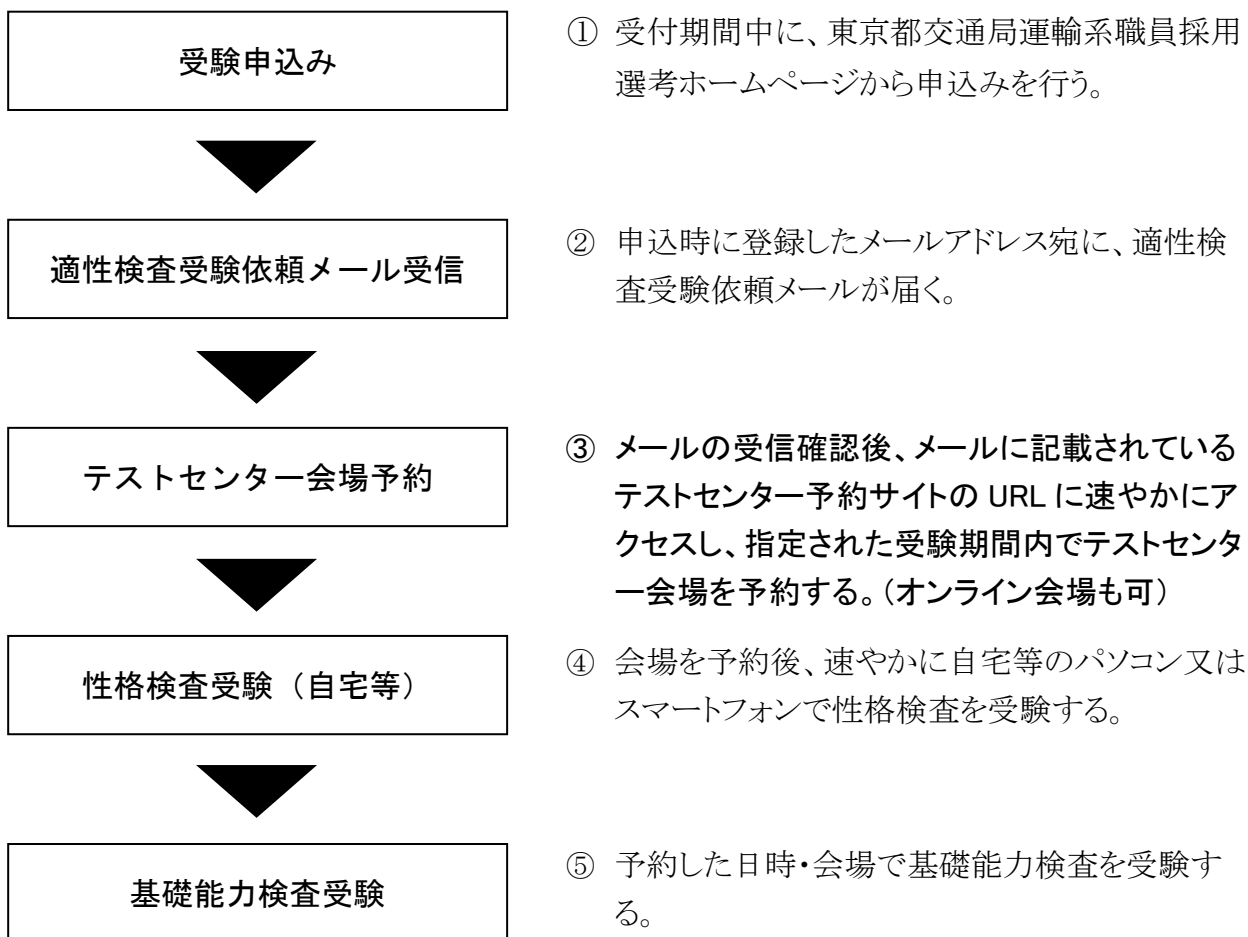 受験申込み
① 受付期間中に、東京都交通局運輸系職員採用
選考ホームページから申込みを行う。
適性検査受験依頼メール受信
② 申込時に登録したメールアドレス宛に、適性検
査受験依頼メールが届く。
テストセンター会場予約
③ メールの受信確認後、メールに記載されている
テストセンター予約サイトの URL に速やかにア
クセスし、指定された受験期間内でテストセンタ
ー会場を予約する。（オンライン会場も可）
性格検査受験（自宅等）
④ 会場を予約後、速やかに自宅等のパソコン又は
スマートフォンで性格検査を受験する。
基礎能力検査受験
⑤ 予約した日時・会場で基礎能力検査を受験す
る。